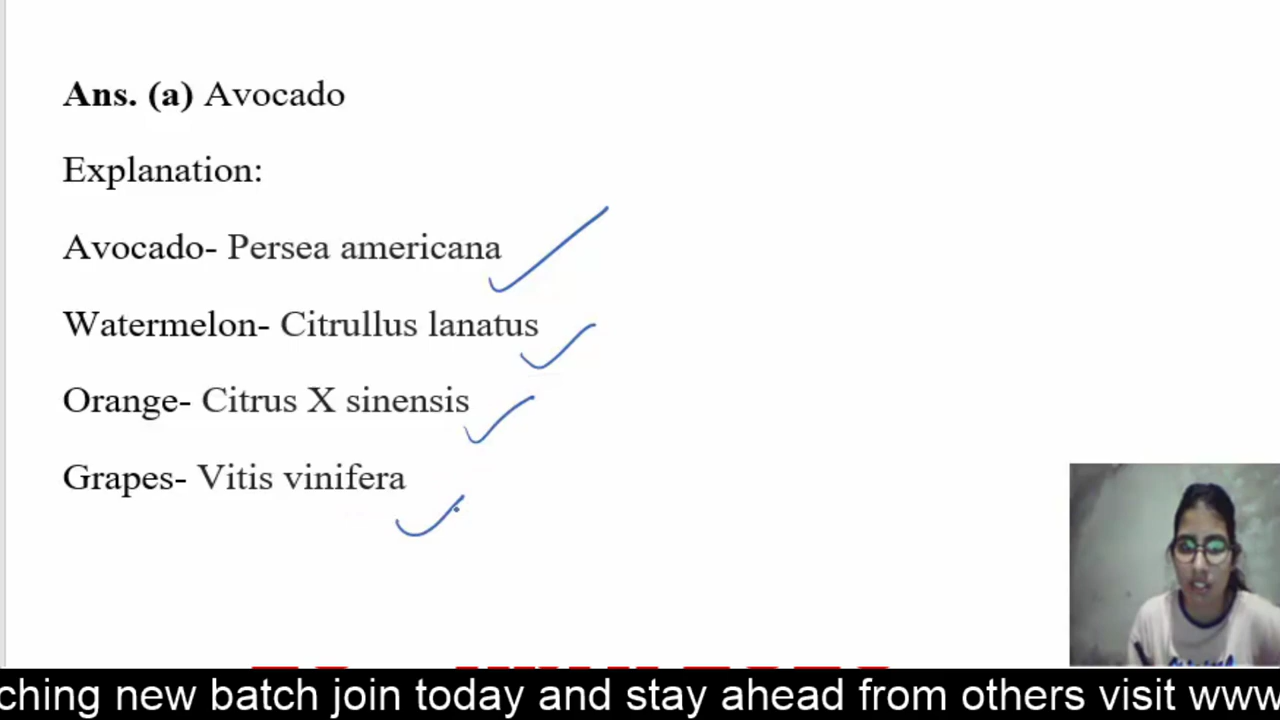 Ans. (a) Avocado
Explanation:
Avocado- Persea americana
Watermelon- Citrullus lanatus
Orange- Citrus X sinensis
Grapes- Vitis vinifera
ching new batch join today and stay ahead from others visit www